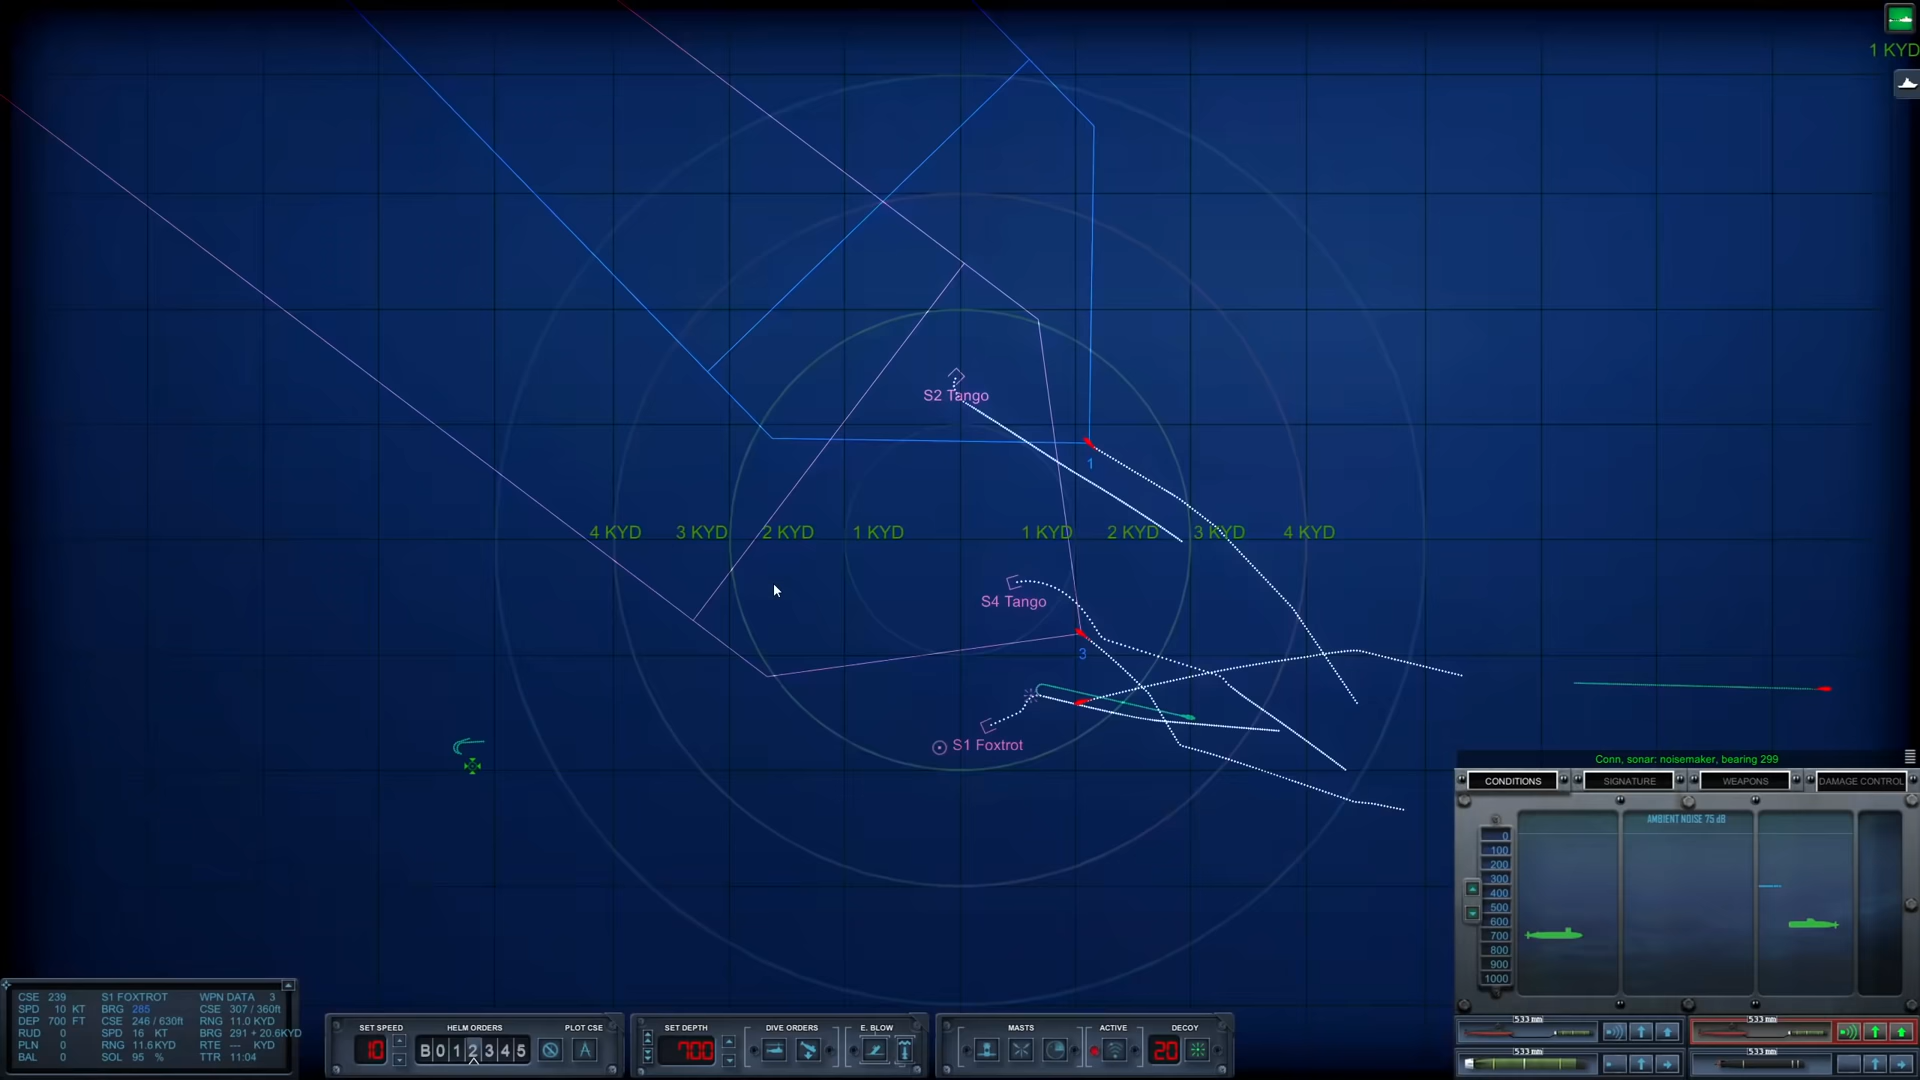 1 KYD
S2 Tango
1
4 KYD 3 KYD 2 KYD 1 KYD 1 KYD 2 KYD 3 KYD 4 KYD
S4 Tango
3
S1 Foxtrot
Conn, sonar: noisemaker, bearing 299
CONDITIONS SIGNATURE WEAPONS DAMAGE CONTROL
AMBIENT NOISE 75 dB
0
100
200
300
400
500
600
700
800
900
1000
CSE 239 S1 FOXTROT WPN DATA 3
SPD 10 KT BRG 285 CSE 307 / 360ft
DEP 700 FT CSE 246 / 630ft RNG 11.0 KYD
RUD 0 SPD 16 KT BRG 291 + 20.6KYD
PLN 0 RNG 11.6 KYD RTE --- KYD
BAL 0 SOL 95 % TTR 11:04
SET SPEED HELM ORDERS PLOT CSE
10 B 0 1 2 3 4 5
SET DEPTH DIVE ORDERS E. BLOW
700
MASTS ACTIVE DECOY
20
533 mm 533 mm
533 mm 533 mm